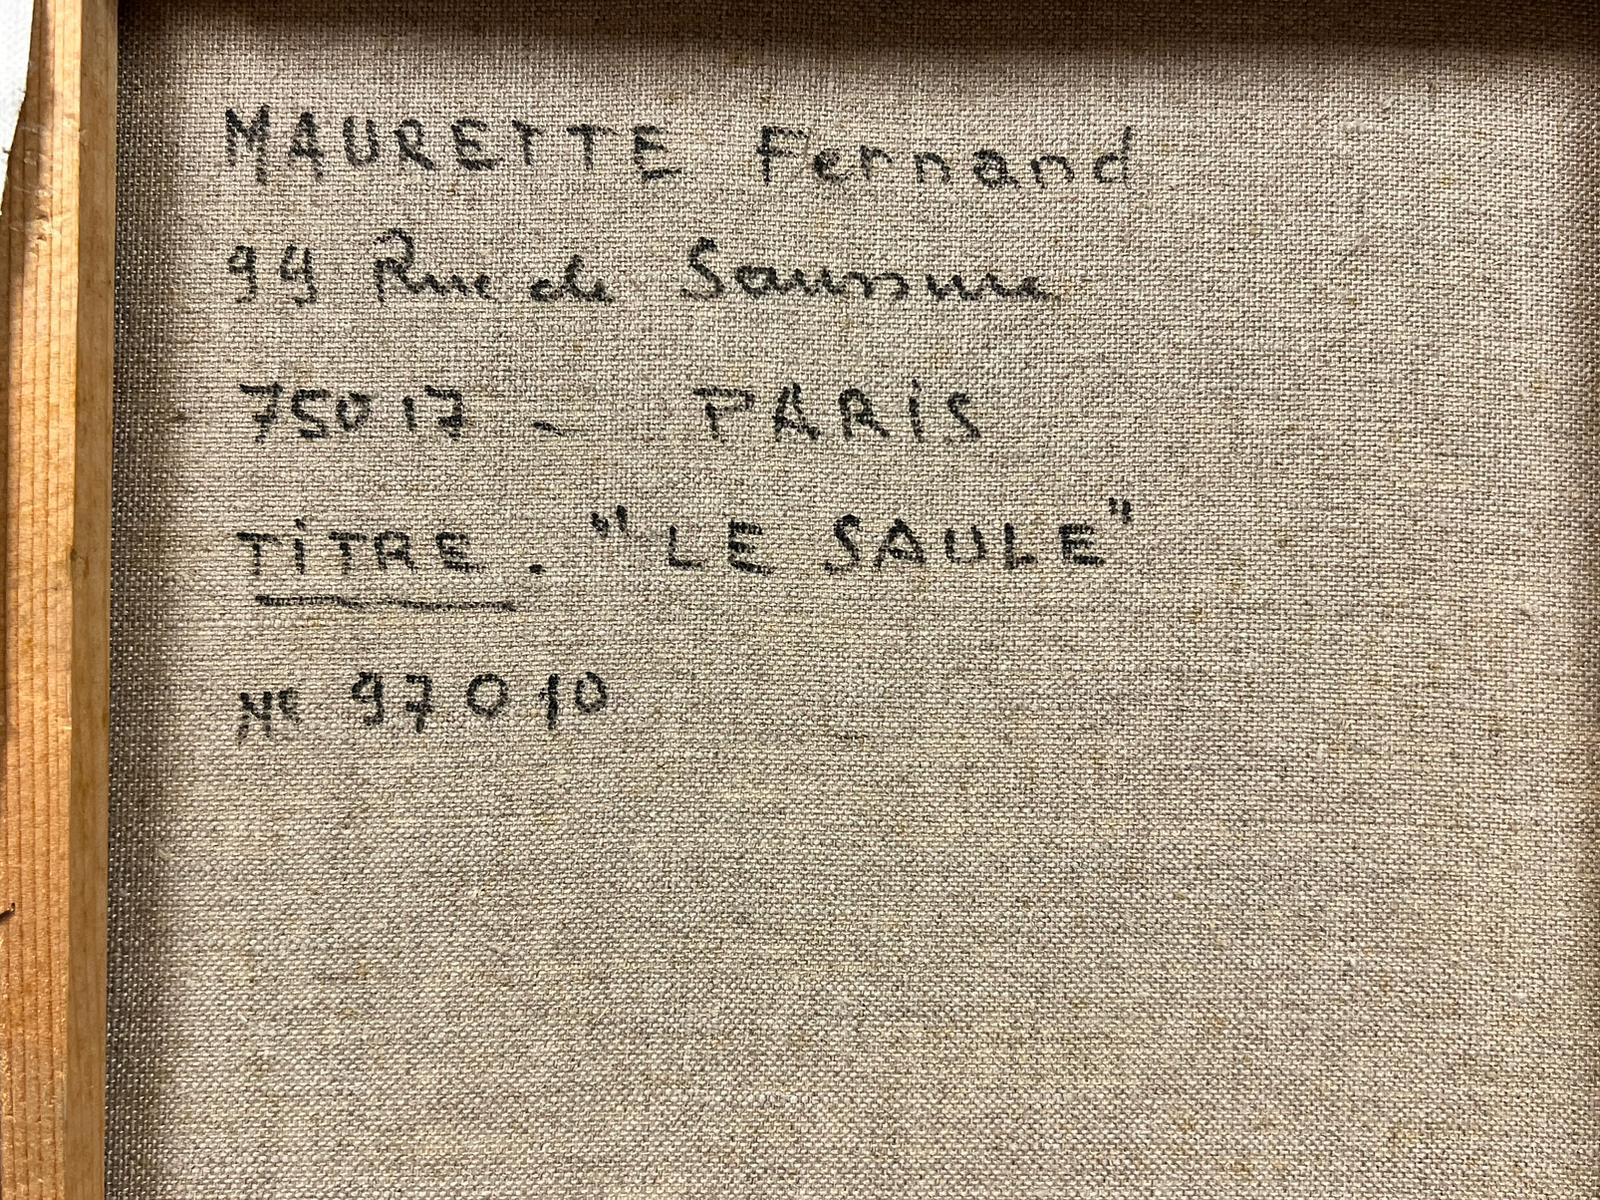 MAURETTE Fernand
99 Rue de Saussure
75017 - PARIS
TITRE. "LE SAULE"
Nº 97010